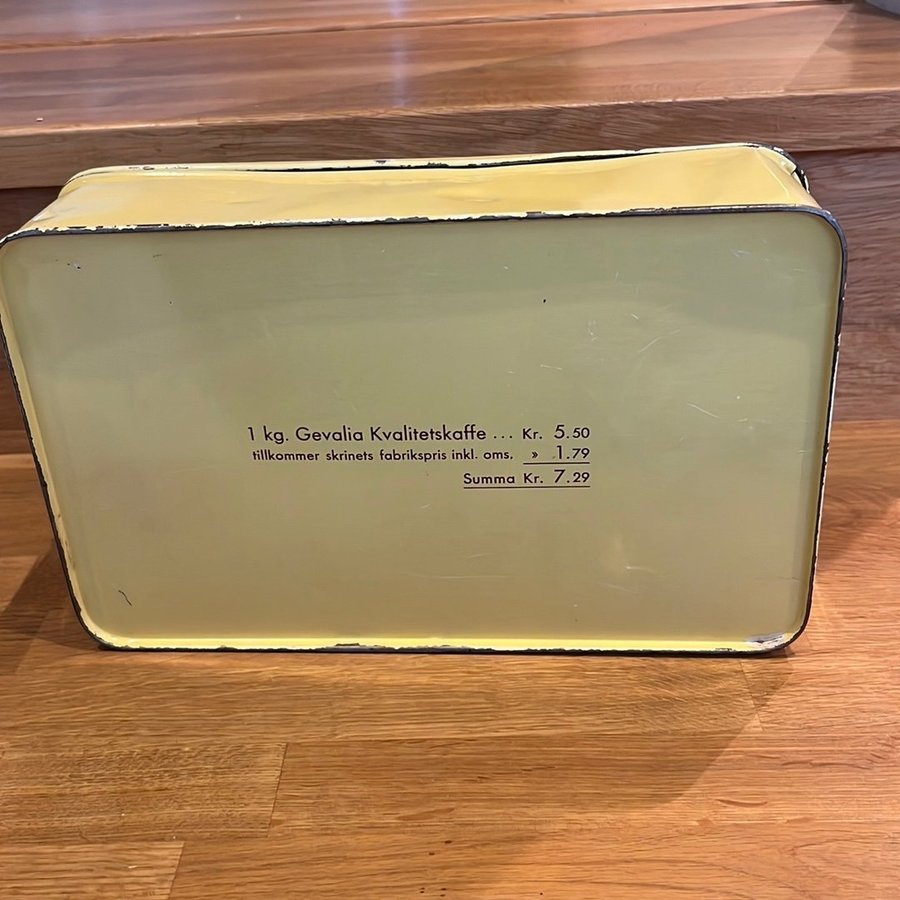 1 kg. Gevalia Kvalitetskaffe ... Kr. 5.50
tillkommer skrinets fabrikspris inkl. oms. » 1.79
Summa Kr. 7.29